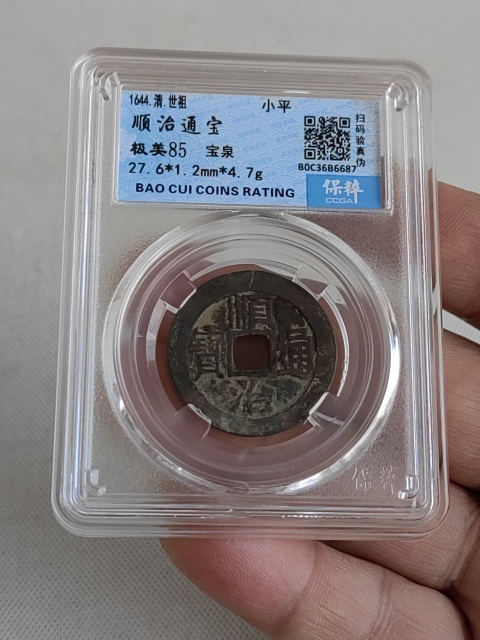 1644.清.世祖
小平
顺治通宝
极美85 宝泉
27.6*1.2mm*4.7g
BAO CUI COINS RATING
扫码验真伪
B0C36B6687
保粹
CCGA
順治通寶
保粹